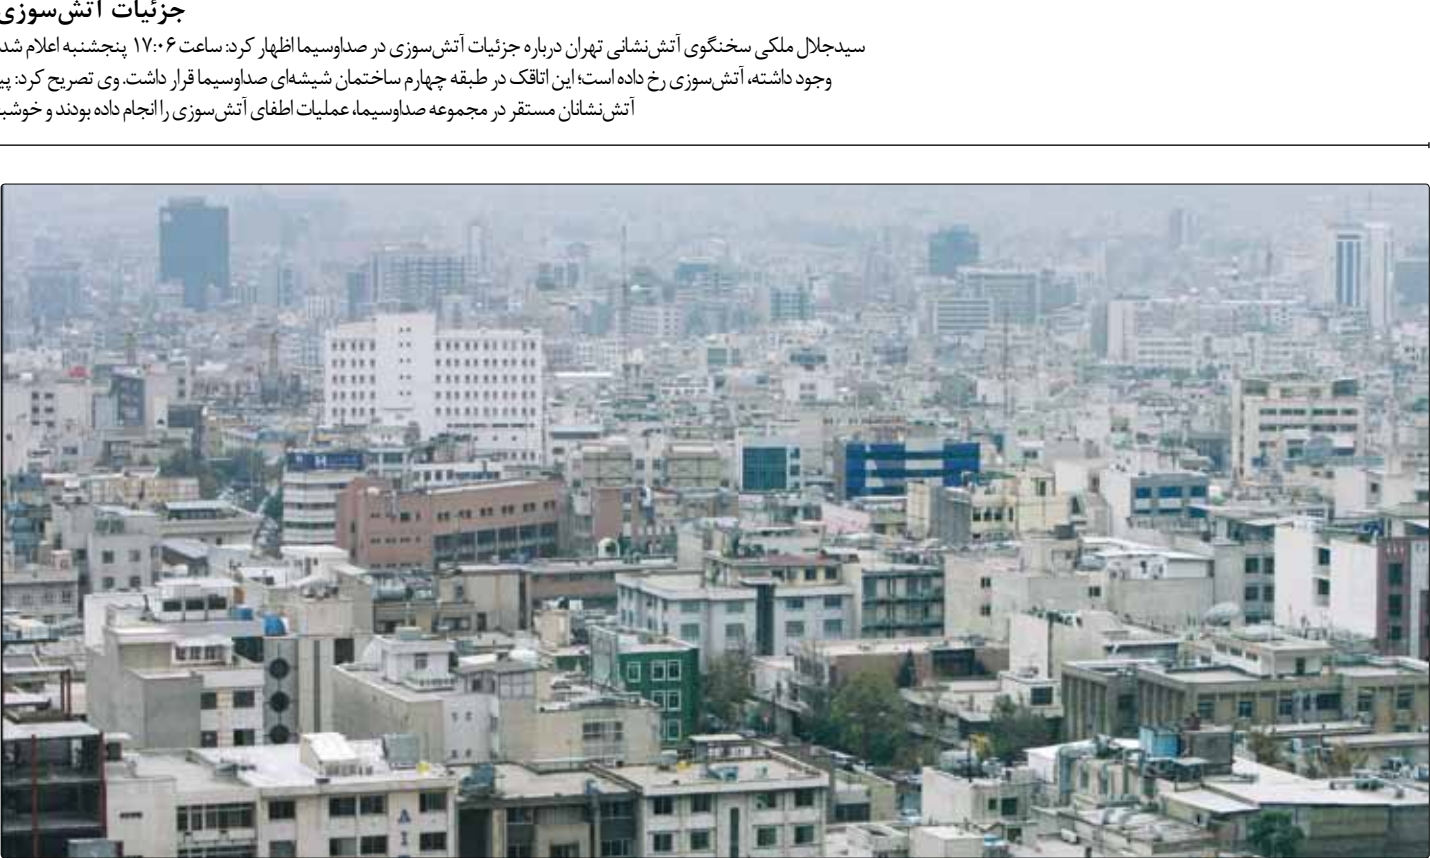 جزئیات آتش‌سوزی
سیدجلال ملکی سخنگوی آتش‌نشانی تهران درباره جزئیات آتش‌سوزی در صداوسیما اظهار کرد: ساعت ۱۷:۰۶ پنجشنبه اعلام شد
وجود داشته، آتش‌سوزی رخ داده است؛ این اتاقک در طبقه چهارم ساختمان شیشه‌ای صداوسیما قرار داشت. وی تصریح کرد: پی
آتش‌نشانان مستقر در مجموعه صداوسیما، عملیات اطفای آتش‌سوزی را انجام داده بودند و خوشب